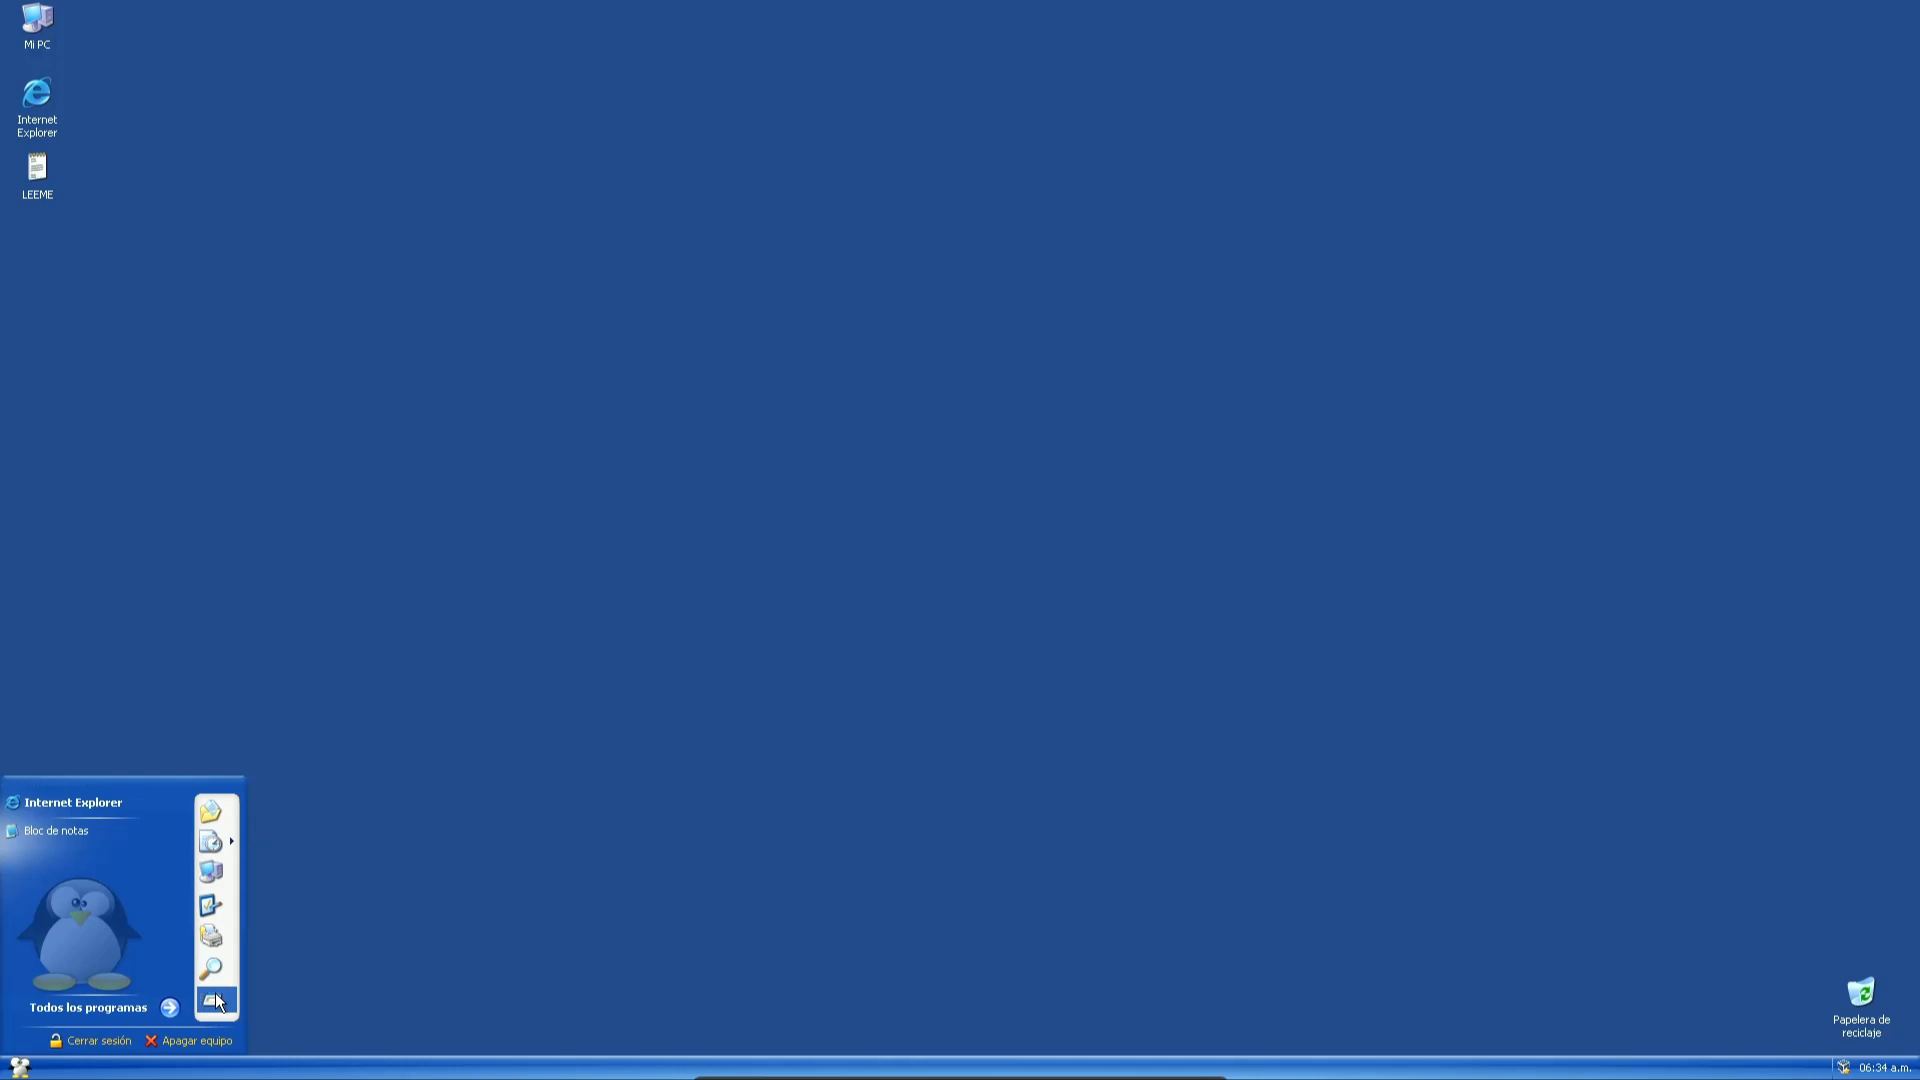 Mi PC
Internet
Explorer
LEEME
Internet Explorer
Bloc de notas
Todos los programas
Cerrar sesión
Apagar equipo
Papelera de
reciclaje
06:34 a.m.